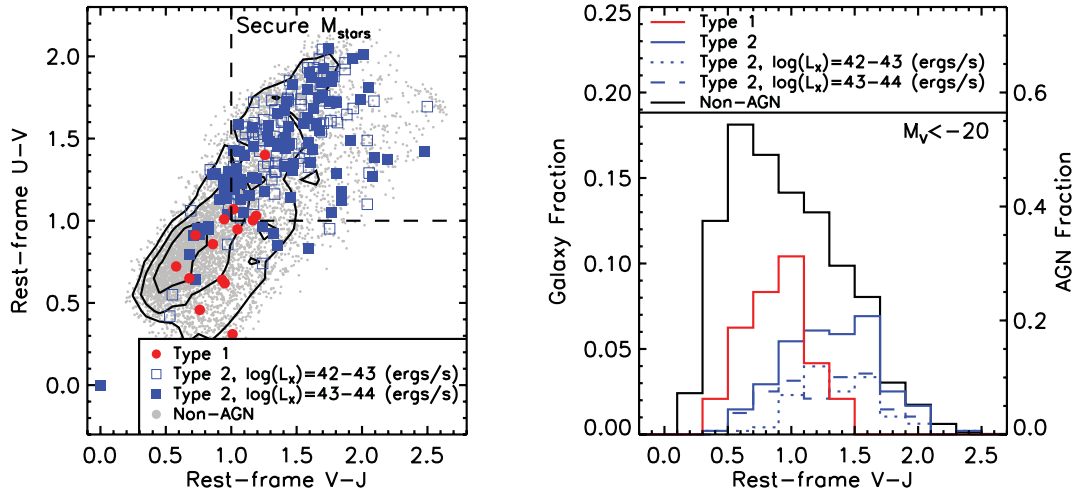 Secure M_stars
2.0
1.5
1.0
0.5
0.0
Rest-frame U-V
Type 1
Type 2, log(L_x)=42-43 (ergs/s)
Type 2, log(L_x)=43-44 (ergs/s)
Non-AGN
0.0 0.5 1.0 1.5 2.0 2.5
Rest-frame V-J
0.25
0.20
0.15
0.10
0.05
0.00
Galaxy Fraction
Type 1
Type 2
Type 2, log(L_x)=42-43 (ergs/s)
Type 2, log(L_x)=43-44 (ergs/s)
Non-AGN
M_V<-20
0.6
0.4
0.2
0.0
AGN Fraction
0.0 0.5 1.0 1.5 2.0 2.5
Rest-frame V-J